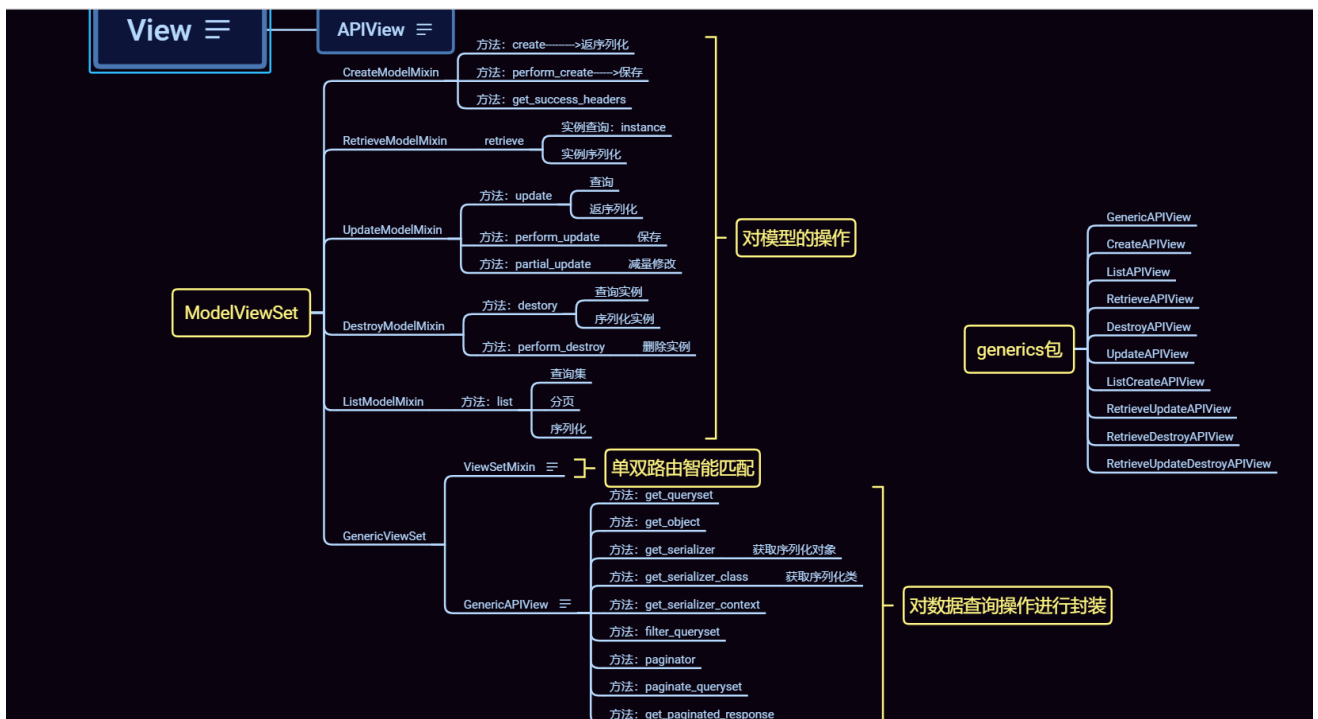 View
APIView
CreateModelMixin
方法：create--------->返序列化
方法：perform_create------>保存
方法：get_success_headers
RetrieveModelMixin
retrieve
实例查询：instance
实例序列化
UpdateModelMixin
方法：update
查询
返序列化
方法：perform_update
保存
方法：partial_update
减量修改
DestroyModelMixin
方法：destory
查询实例
序列化实例
方法：perform_destroy
删除实例
ListModelMixin
方法：list
查询集
分页
序列化
对模型的操作
ModelViewSet
GenericViewSet
ViewSetMixin
单双路由智能匹配
GenericAPIView
方法：get_queryset
方法：get_object
方法：get_serializer
获取序列化对象
方法：get_serializer_class
获取序列化类
方法：get_serializer_context
方法：filter_queryset
方法：paginator
方法：paginate_queryset
方法：get_paginated_response
对数据查询操作进行封装
generics包
GenericAPIView
CreateAPIView
ListAPIView
RetrieveAPIView
DestroyAPIView
UpdateAPIView
ListCreateAPIView
RetrieveUpdateAPIView
RetrieveDestroyAPIView
RetrieveUpdateDestroyAPIView